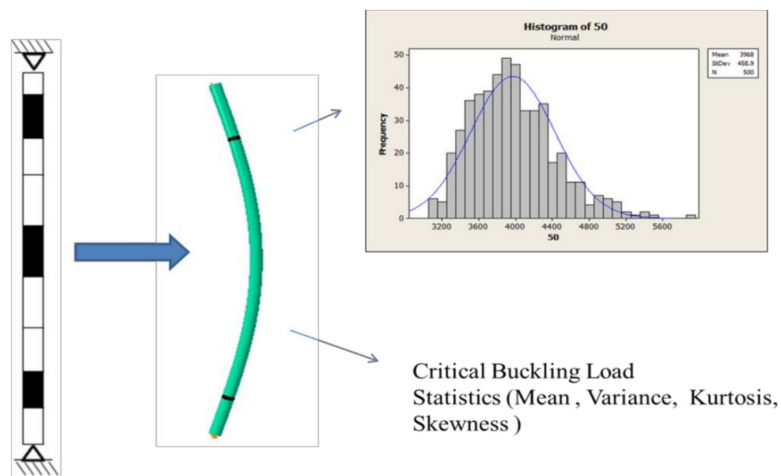 Histogram of 50
Normal
Mean 3968
StDev 458.9
N 500
Frequency
50
40
30
20
10
0
3200 3600 4000 4400 4800 5200 5600
50
Critical Buckling Load
Statistics (Mean , Variance, Kurtosis,
Skewness )